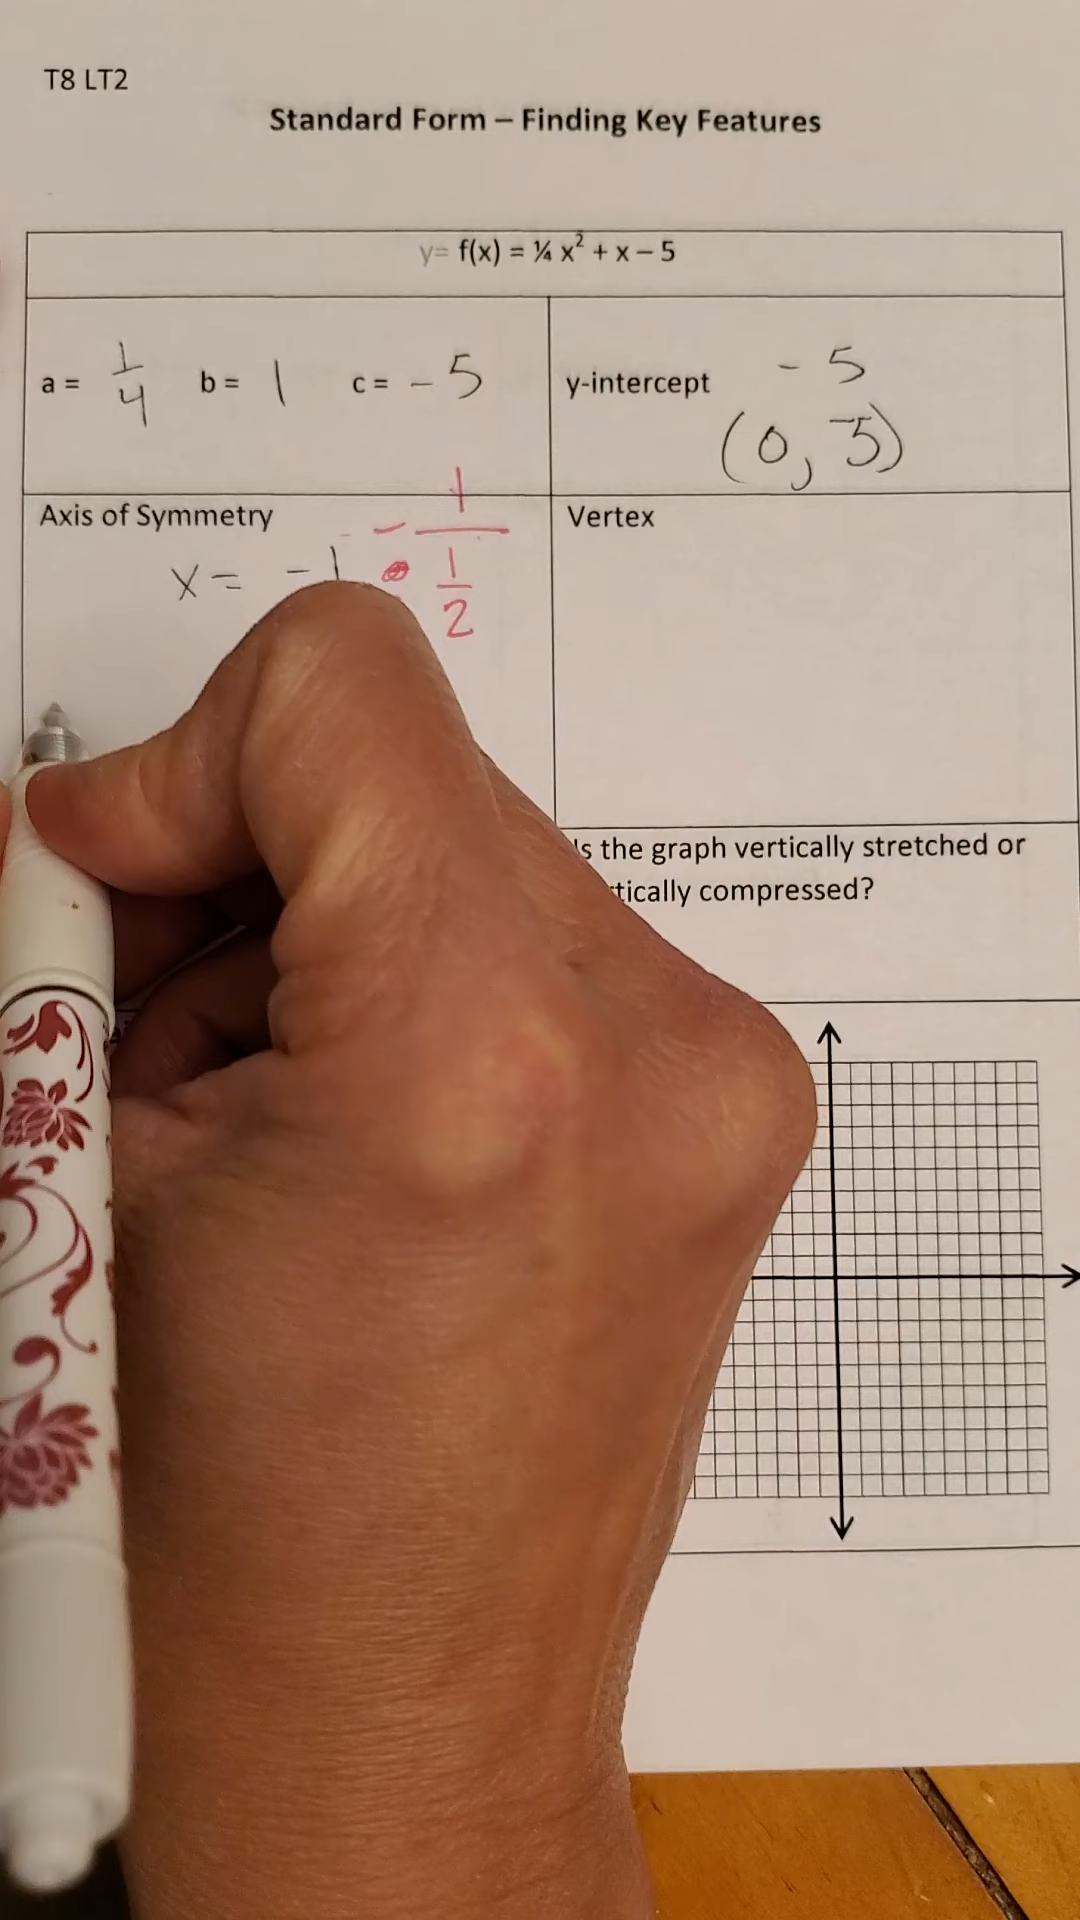 T8 LT2
Standard Form – Finding Key Features
y= f(x) = ¼ x² + x – 5
a = 1/4 b = 1 c = -5
y-intercept -5
(0, -5)
Axis of Symmetry
x = -1
- 1/(1/2)
Vertex
Is the graph vertically stretched or
tically compressed?